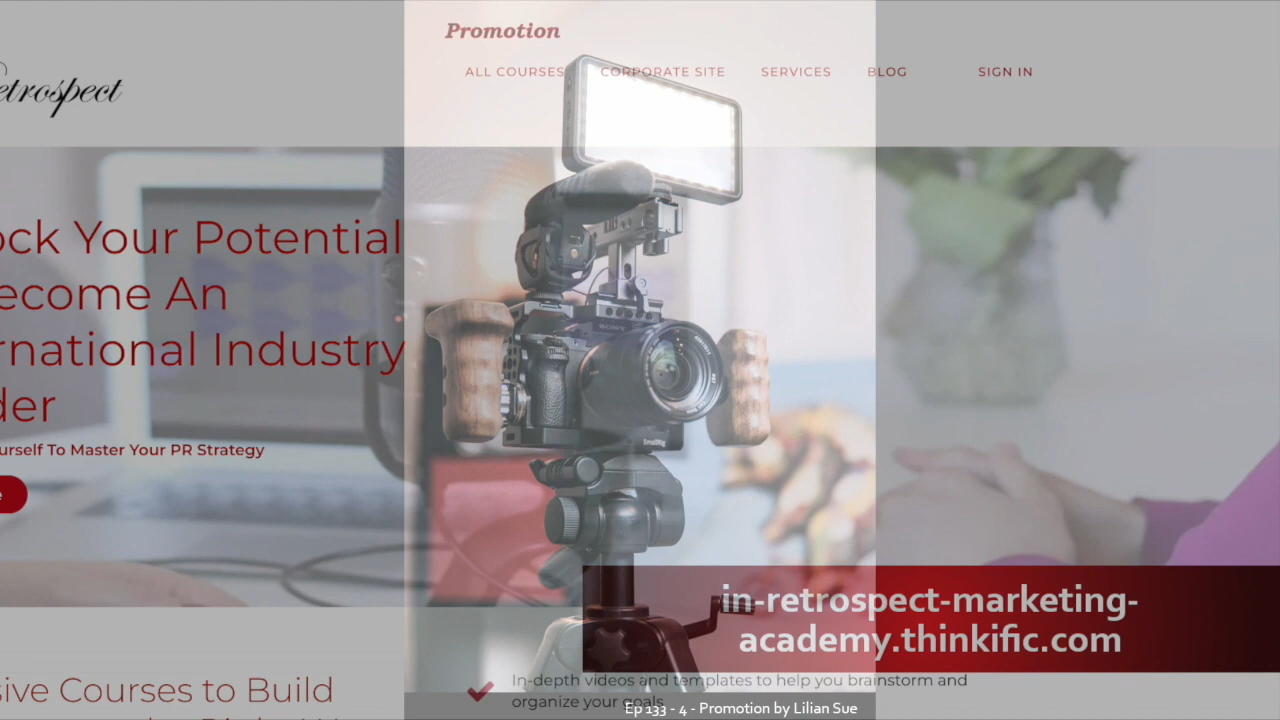 Promotion
ALL COURSES CORPORATE SITE SERVICES BLOG SIGN IN
etrospect
ock Your Potential
ecome An
rnational Industry
der
urself To Master Your PR Strategy
e
in-retrospect-marketing-
academy.thinkific.com
sive Courses to Build
In-depth videos and templates to help you brainstorm and
organize your goals
Ep 133 - 4 - Promotion by Lilian Sue
SONY
SmallRig